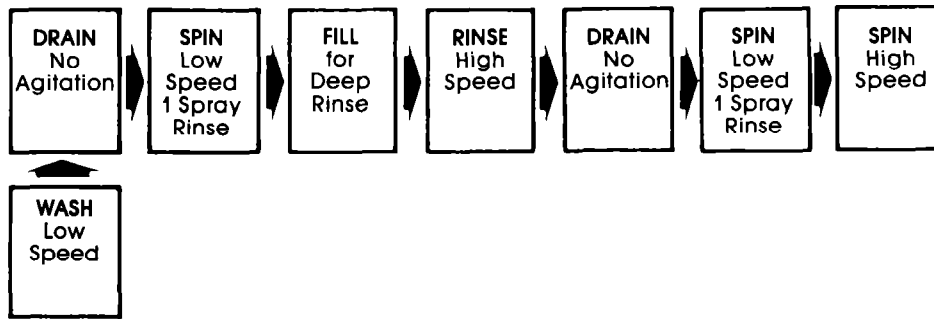 DRAIN
No
Agitation
SPIN
Low
Speed
1 Spray
Rinse
FILL
for
Deep
Rinse
RINSE
High
Speed
DRAIN
No
Agitation
SPIN
Low
Speed
1 Spray
Rinse
SPIN
High
Speed
WASH
Low
Speed